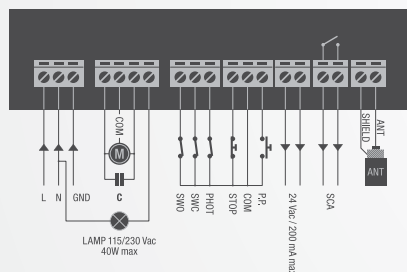 COM
M
L N GND
C
LAMP 115/230 Vac
40W max
SWO
SWC
PHOT
STOP
COM
P.P.
24 Vac / 200 mA max
SCA
SHIELD
ANT
ANT